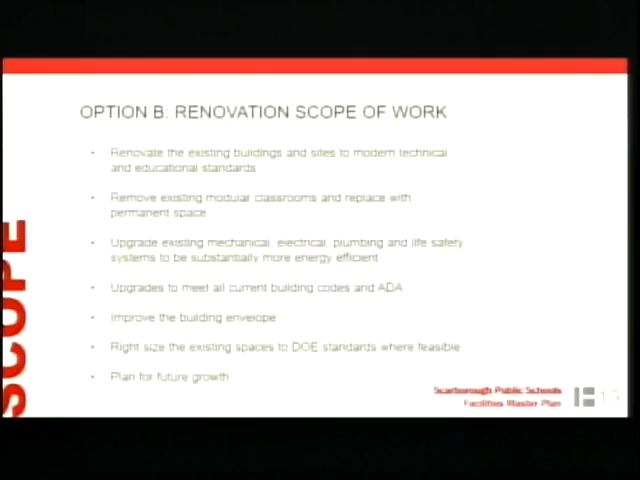 OPTION B: RENOVATION SCOPE OF WORK
• Renovate the existing buildings and sites to modern technical
and educational standards
• Remove existing modular classrooms and replace with
permanent space
• Upgrade existing mechanical, electrical, plumbing and life safety
systems to be substantially more energy efficient
• Upgrades to meet all current building codes and ADA
• Improve the building envelope
• Right size the existing spaces to DOE standards where feasible
• Plan for future growth
SCOPE
Scarborough Public Schools
Facilities Master Plan